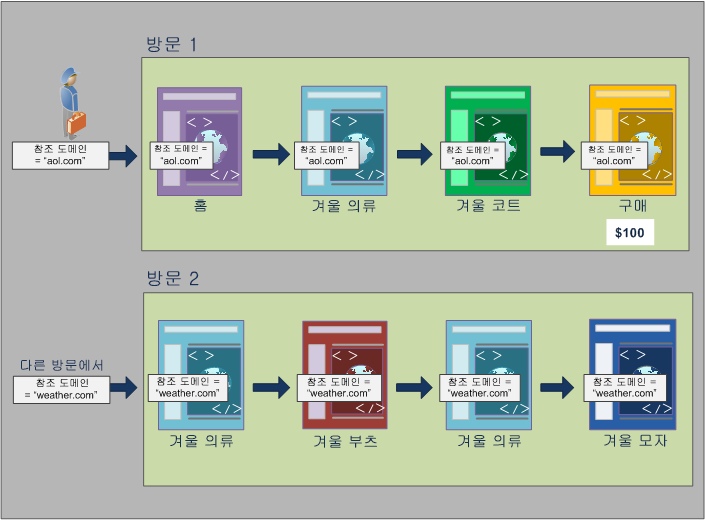 방문 1
참조 도메인
= "aol.com"
참조 도메인 =
"aol.com"
< >
</>
홈
참조 도메인 =
"aol.com"
< >
</>
겨울 의류
참조 도메인 =
"aol.com"
< >
</>
겨울 코트
참조 도메인 =
"aol.com"
< >
</>
구매
$100
방문 2
다른 방문에서
참조 도메인
= "weather.com"
참조 도메인 =
"weather.com"
< >
</>
겨울 의류
참조 도메인 =
"weather.com"
< >
</>
겨울 부츠
참조 도메인 =
"weather.com"
< >
</>
겨울 의류
참조 도메인 =
"weather.com"
< >
</>
겨울 모자